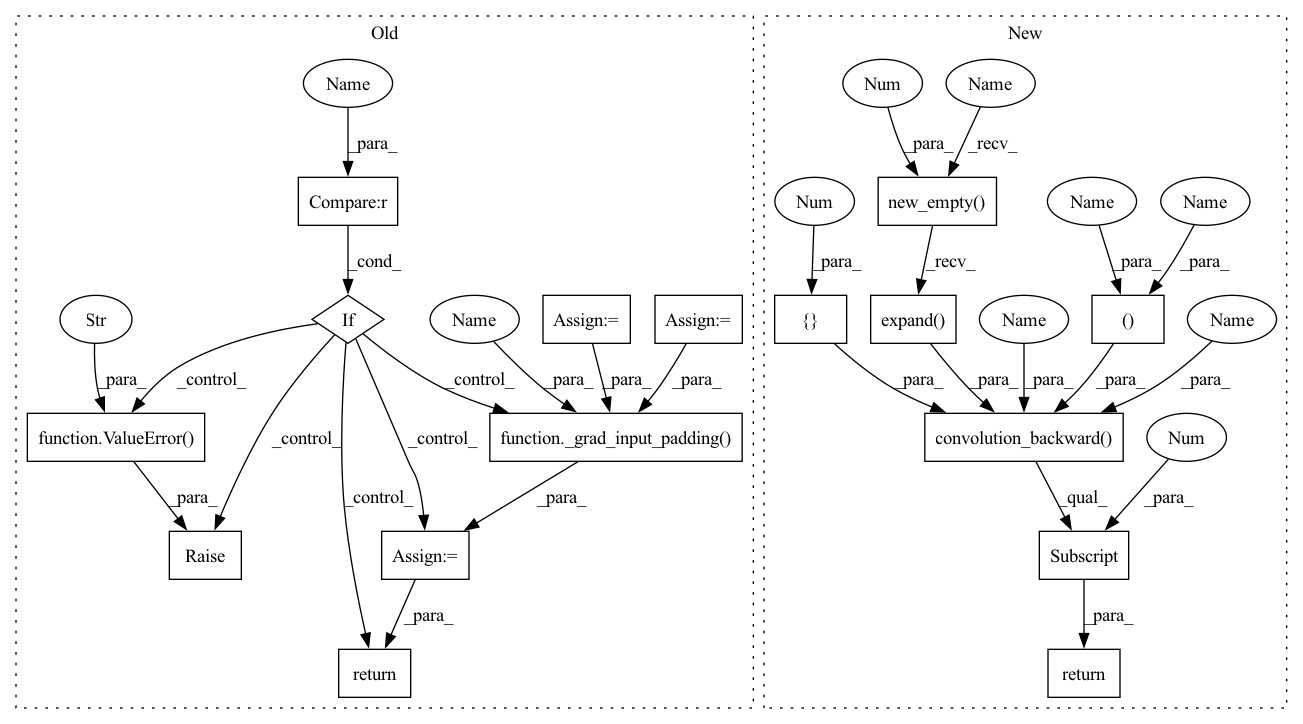 Old
New
Name
Num
Name
_para_
_para_
_recv_
Compare:r
Num
new_empty()
Name
Name
_cond_
_para_
_recv_
_para_
_para_
Str
If
Name
Assign:=
Assign:=
{}
expand()
Name
()
Name
_para_
_control_
_control_
_para_
_para_
_para_
_para_
_para_
_para_
_para_
_para_
function.ValueError()
_control_
_control_
function._grad_input_padding()
convolution_backward()
Num
_para_
_control_
_para_
_qual_
_para_
Raise
Assign:=
Subscript
_para_
_para_
return
return